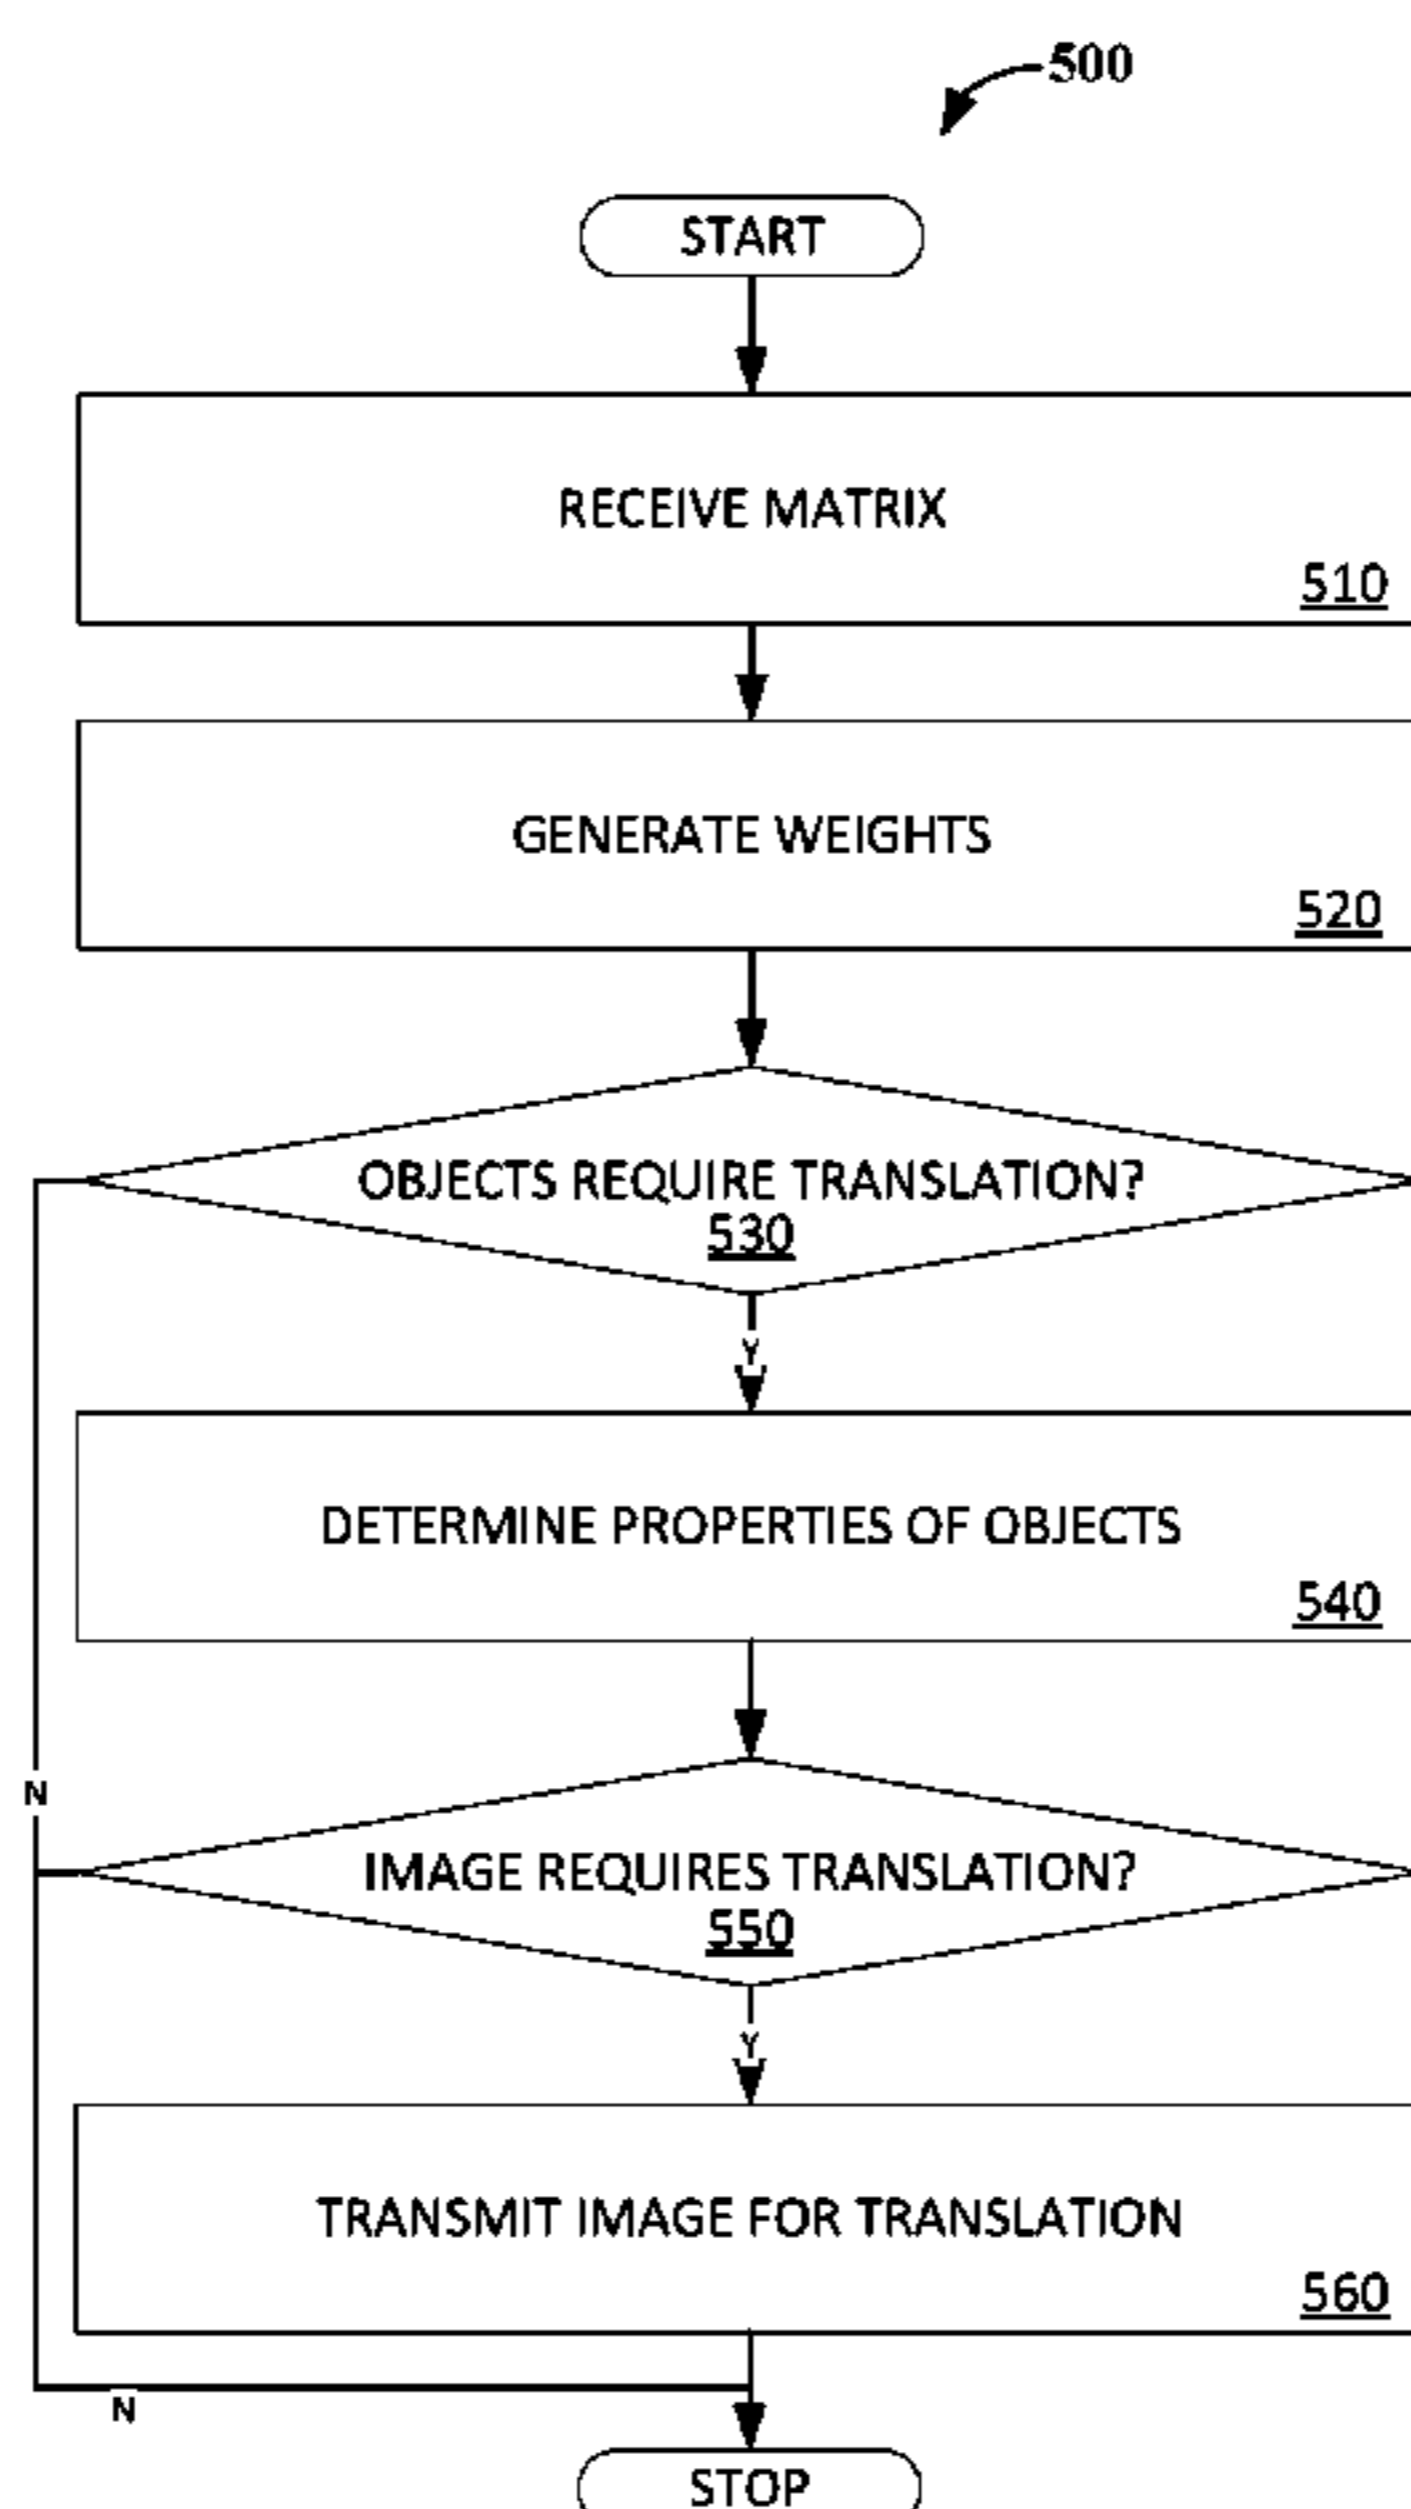 500
START
RECEIVE MATRIX
510
GENERATE WEIGHTS
520
OBJECTS REQUIRE TRANSLATION?
530
Y
DETERMINE PROPERTIES OF OBJECTS
540
N
IMAGE REQUIRES TRANSLATION?
550
Y
TRANSMIT IMAGE FOR TRANSLATION
560
N
STOP